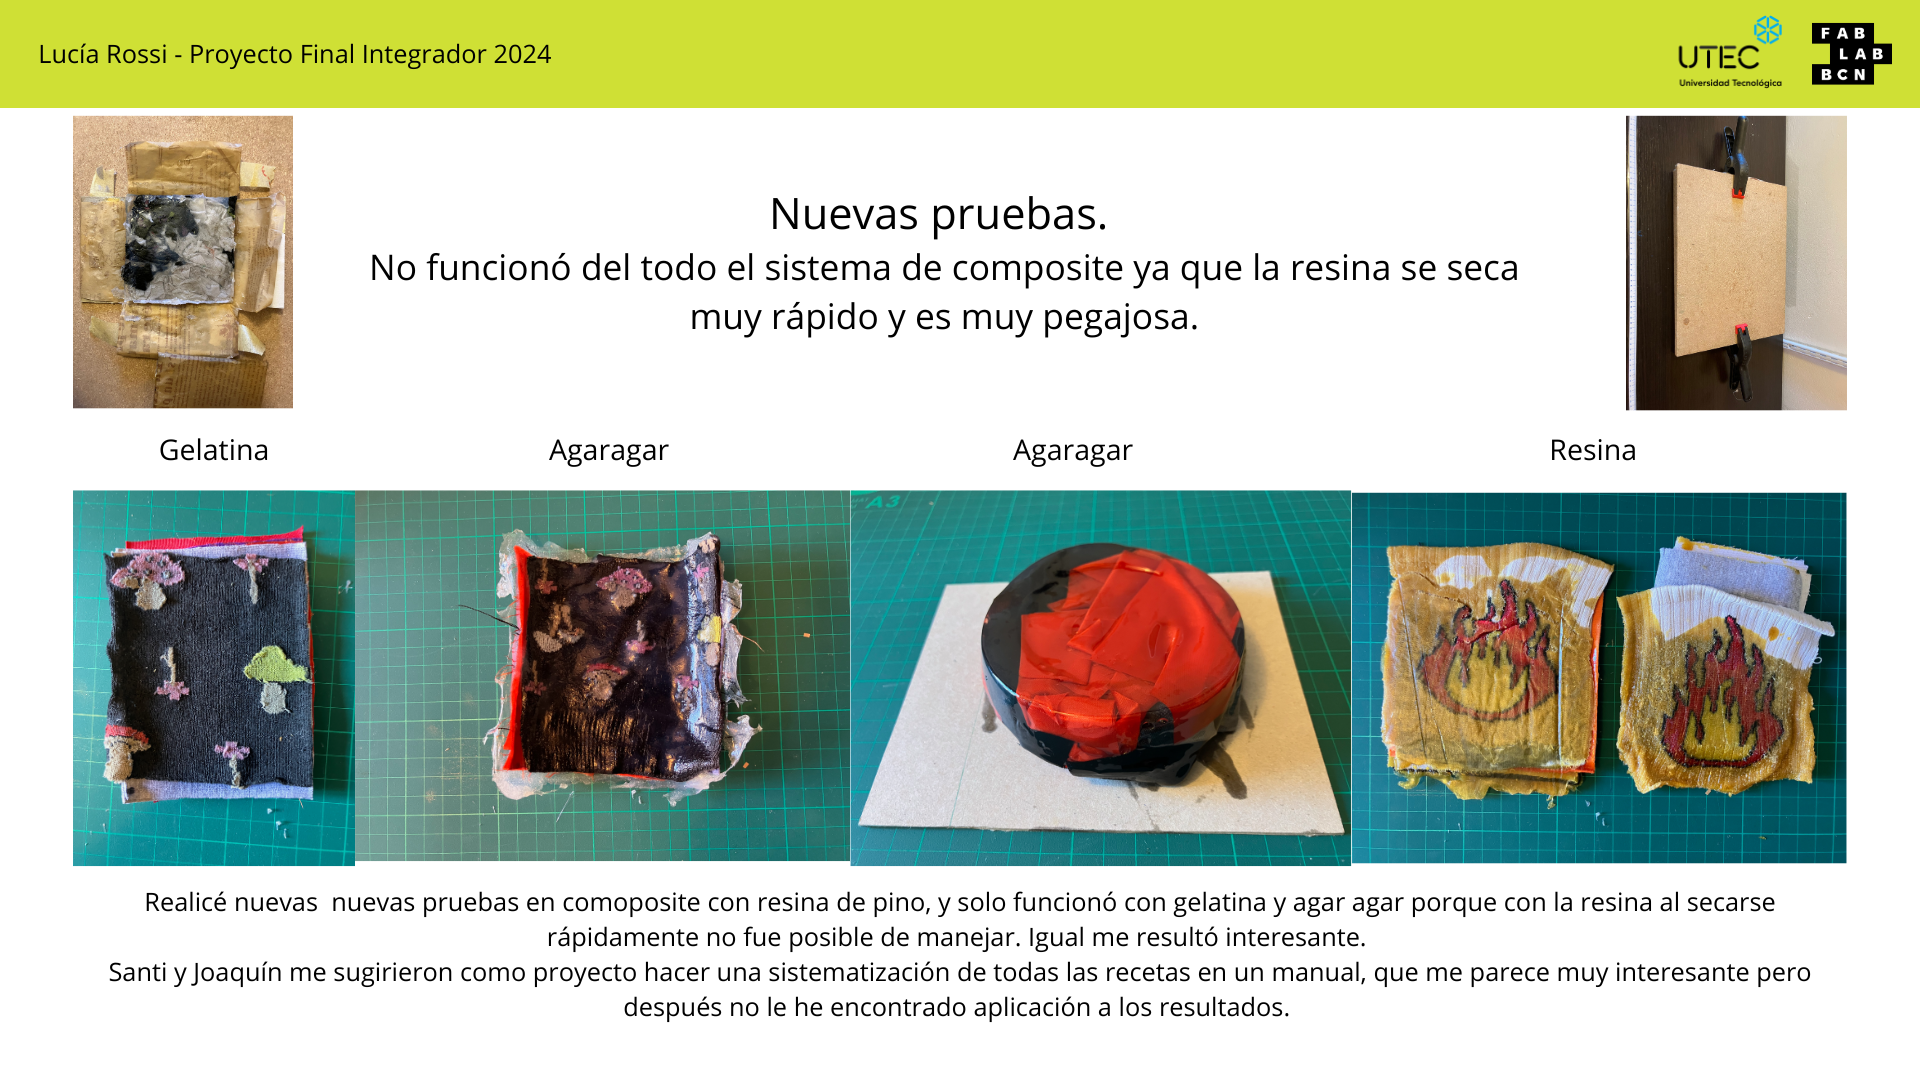 Lucía Rossi - Proyecto Final Integrador 2024
UTEC
Universidad Tecnológica
FAB
LAB
BCN
Nuevas pruebas.
No funcionó del todo el sistema de composite ya que la resina se seca
muy rápido y es muy pegajosa.
Gelatina
Agaragar
Agaragar
Resina
A3
Realicé nuevas  nuevas pruebas en comoposite con resina de pino, y solo funcionó con gelatina y agar agar porque con la resina al secarse
rápidamente no fue posible de manejar. Igual me resultó interesante.
Santi y Joaquín me sugirieron como proyecto hacer una sistematización de todas las recetas en un manual, que me parece muy interesante pero
después no le he encontrado aplicación a los resultados.